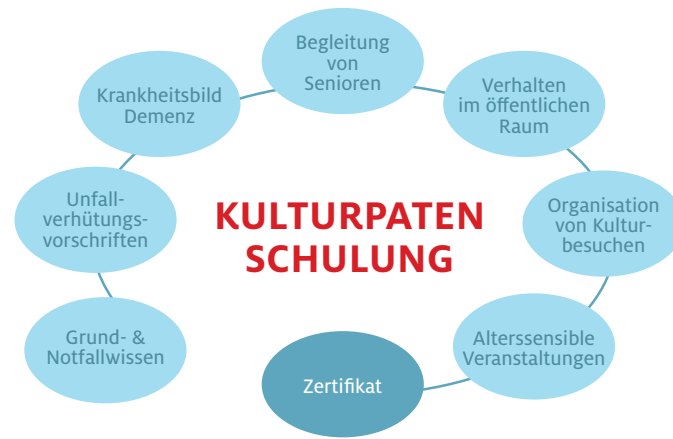 Begleitung
von
Senioren
Krankheitsbild
Demenz
Verhalten
im öffentlichen
Raum
Unfall-
verhütungs-
vorschriften
KULTURPATEN
SCHULUNG
Organisation
von Kultur-
besuchen
Grund- &
Notfallwissen
Alterssensible
Veranstaltungen
Zertifikat